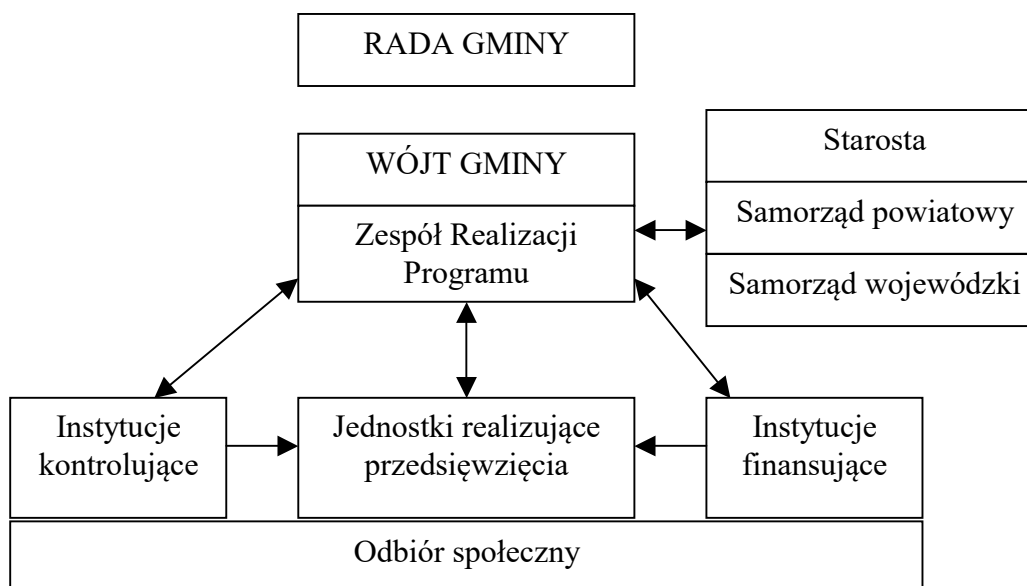 RADA GMINY
WÓJT GMINY
Zespół Realizacji
Programu
Starosta
Samorząd powiatowy
Samorząd wojewódzki
Instytucje
kontrolujące
Jednostki realizujące
przedsięwzięcia
Instytucje
finansujące
Odbiór społeczny